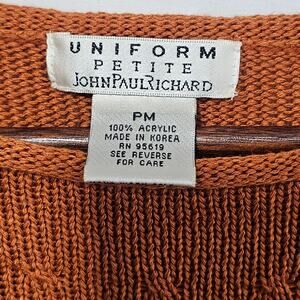 UNIFORM
PETITE
JOHNPAULRICHARD
PM
100% ACRYLIC
MADE IN KOREA
RN 95619
SEE REVERSE
FOR CARE